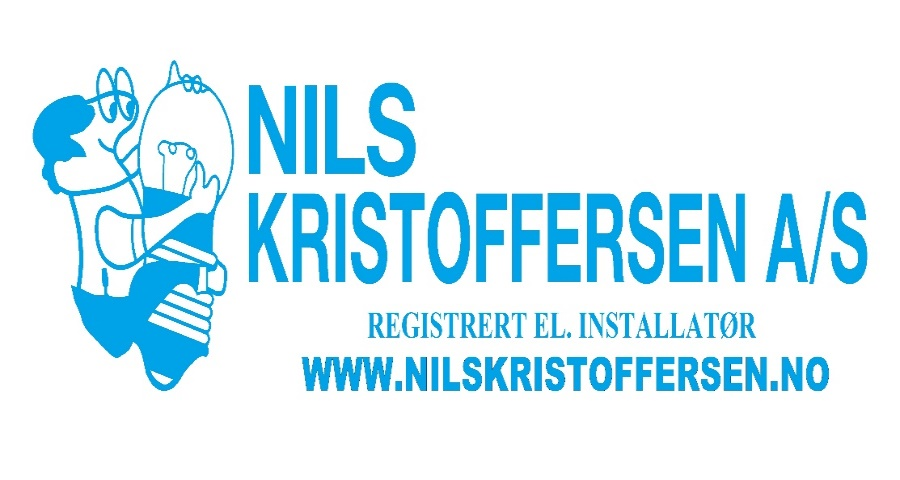 NILS
KRISTOFFERSEN A/S
REGISTRERT EL. INSTALLATØR
WWW.NILSKRISTOFFERSEN.NO